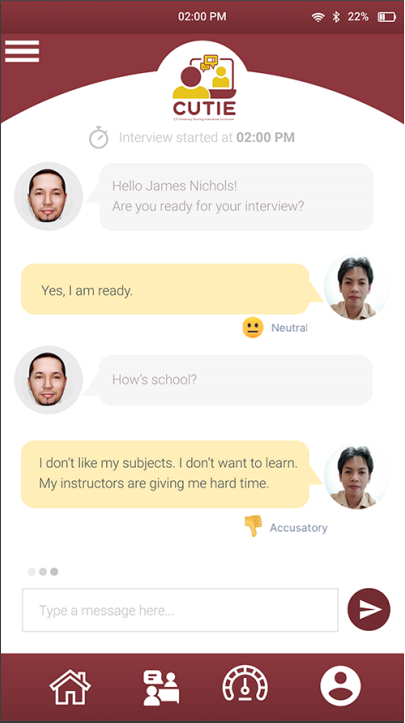 02:00 PM
22%
CUTIE
Interview started at 02:00 PM
Hello James Nichols!
Are you ready for your interview?
Yes, I am ready.
Neutral
How's school?
I don't like my subjects. I don't want to learn.
My instructors are giving me hard time.
Accusatory
Type a message here...